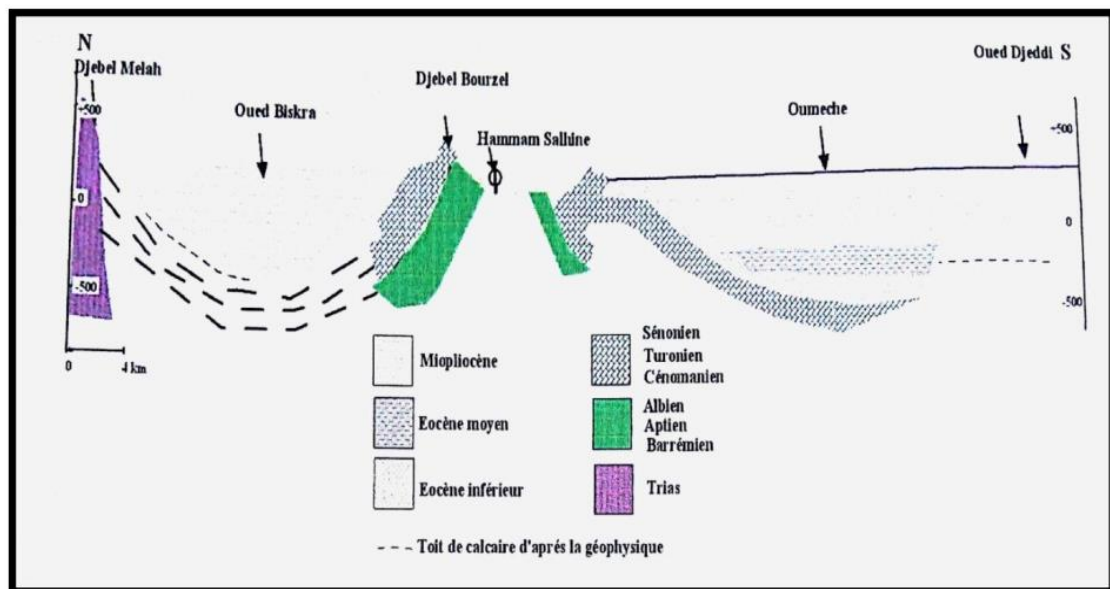 N
Djebel Melah
Oued Biskra
Djebel Bourzel
Hammam Salhine
Oumeche
Oued Djeddi S
+500
0
-500
+500
0
-500
0 4 km
Miopliocène
Eocène moyen
Eocène inférieur
Sénonien
Turonien
Cénomanien
Albien
Aptien
Barrémien
Trias
Toit de calcaire d'aprés la géophysique